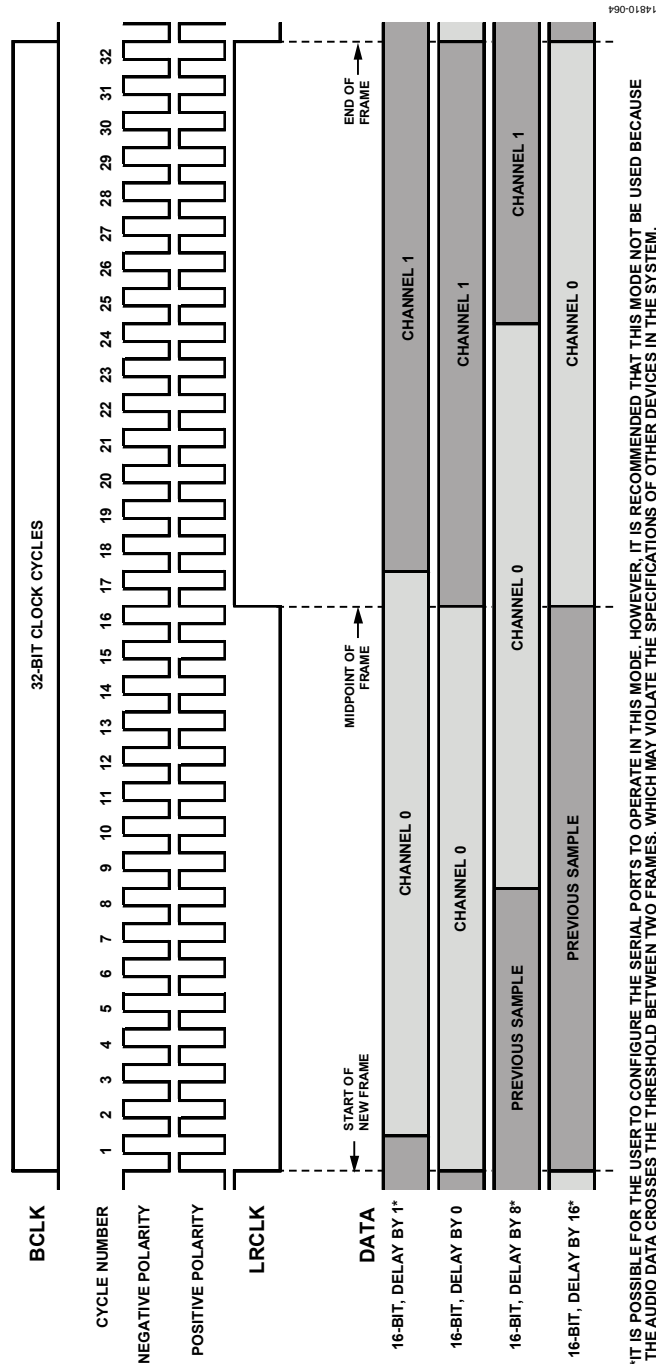 BCLK
32-BIT CLOCK CYCLES
CYCLE NUMBER
1 2 3 4 5 6 7 8 9 10 11 12 13 14 15 16 17 18 19 20 21 22 23 24 25 26 27 28 29 30 31 32
NEGATIVE POLARITY
POSITIVE POLARITY
LRCLK
START OF
NEW FRAME
MIDPOINT OF
FRAME
END OF
FRAME
DATA
16-BIT, DELAY BY 1*
CHANNEL 0
CHANNEL 1
16-BIT, DELAY BY 0
CHANNEL 0
CHANNEL 1
16-BIT, DELAY BY 8*
PREVIOUS SAMPLE
CHANNEL 0
CHANNEL 1
16-BIT, DELAY BY 16*
PREVIOUS SAMPLE
CHANNEL 0
*IT IS POSSIBLE FOR THE USER TO CONFIGURE THE SERIAL PORTS TO OPERATE IN THIS MODE. HOWEVER, IT IS RECOMMENDED THAT THIS MODE NOT BE USED BECAUSE
THE AUDIO DATA CROSSES THE THRESHOLD BETWEEN TWO FRAMES, WHICH MAY VIOLATE THE SPECIFICATIONS OF OTHER DEVICES IN THE SYSTEM.
14810-064